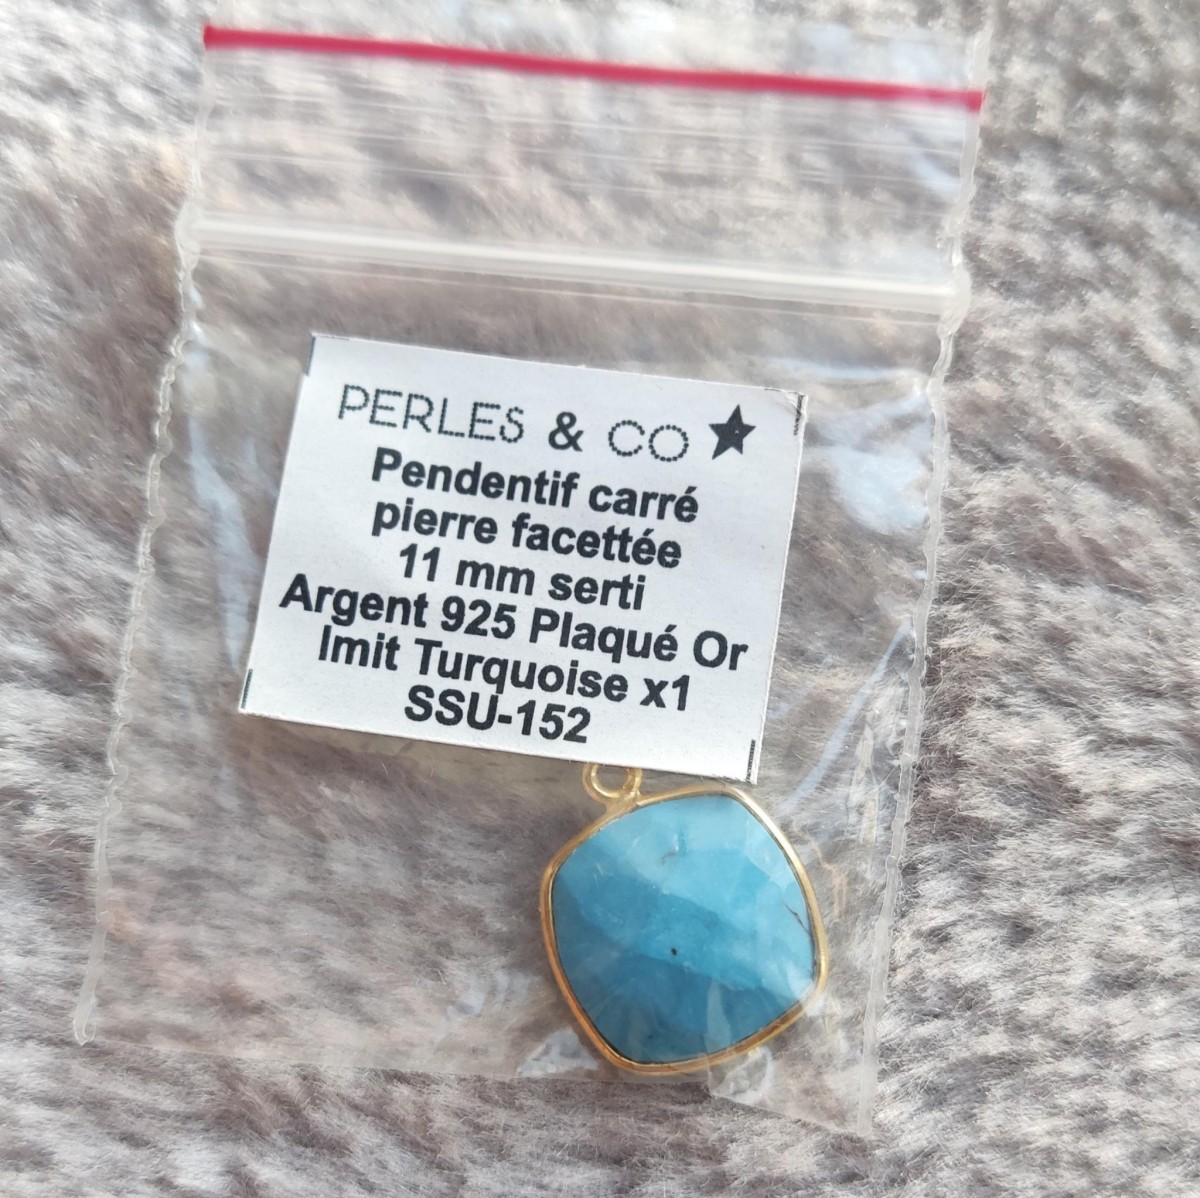 PERLES & CO
Pendentif carré
pierre facettée
11 mm serti
Argent 925 Plaqué Or
Imit Turquoise x1
SSU-152